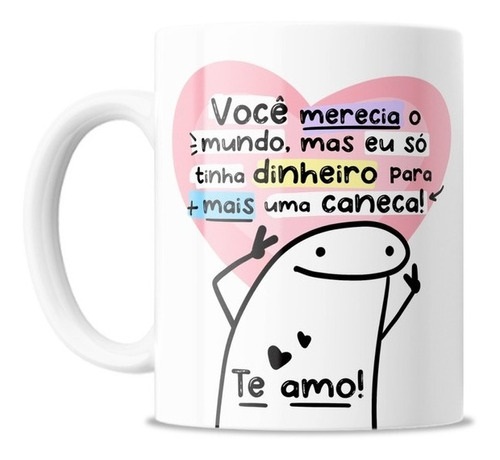 Você merecia o
mundo, mas eu só
tinha dinheiro para
+ mais uma caneca!
Te amo!